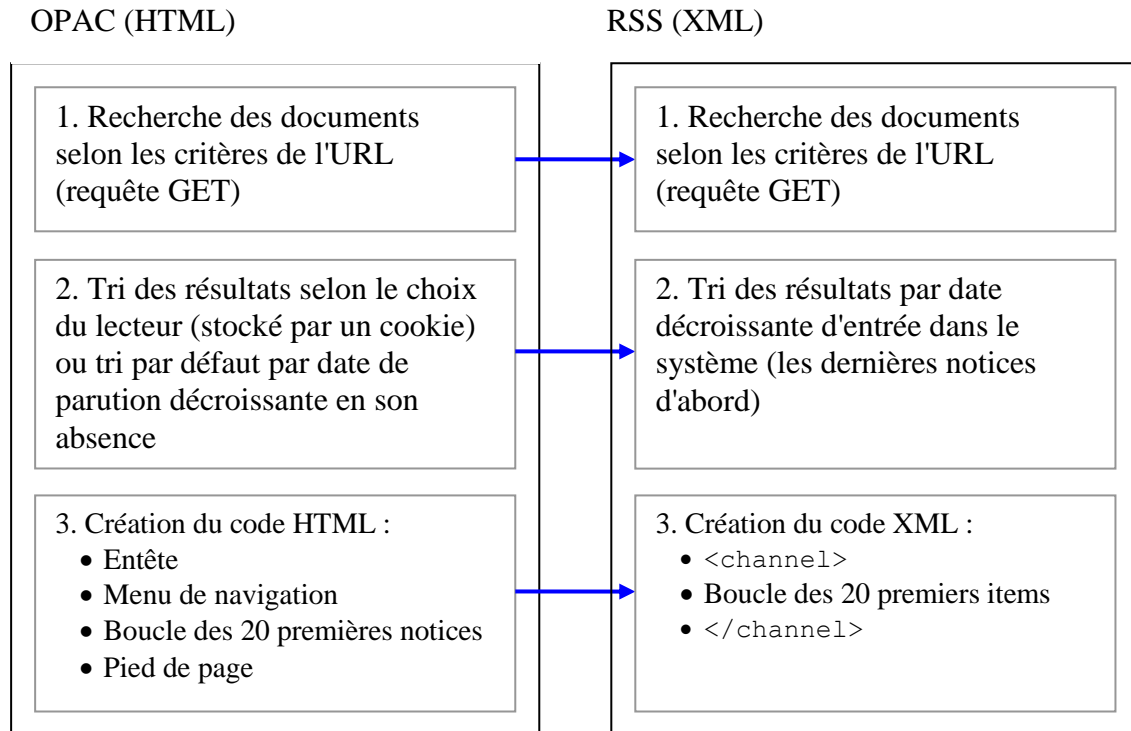 OPAC (HTML)
1. Recherche des documents
selon les critères de l'URL
(requête GET)
2. Tri des résultats selon le choix
du lecteur (stocké par un cookie)
ou tri par défaut par date de
parution décroissante en son
absence
3. Création du code HTML :
• Entête
• Menu de navigation
• Boucle des 20 premières notices
• Pied de page
RSS (XML)
1. Recherche des documents
selon les critères de l'URL
(requête GET)
2. Tri des résultats par date
décroissante d'entrée dans le
système (les dernières notices
d'abord)
3. Création du code XML :
• <channel>
• Boucle des 20 premiers items
• </channel>